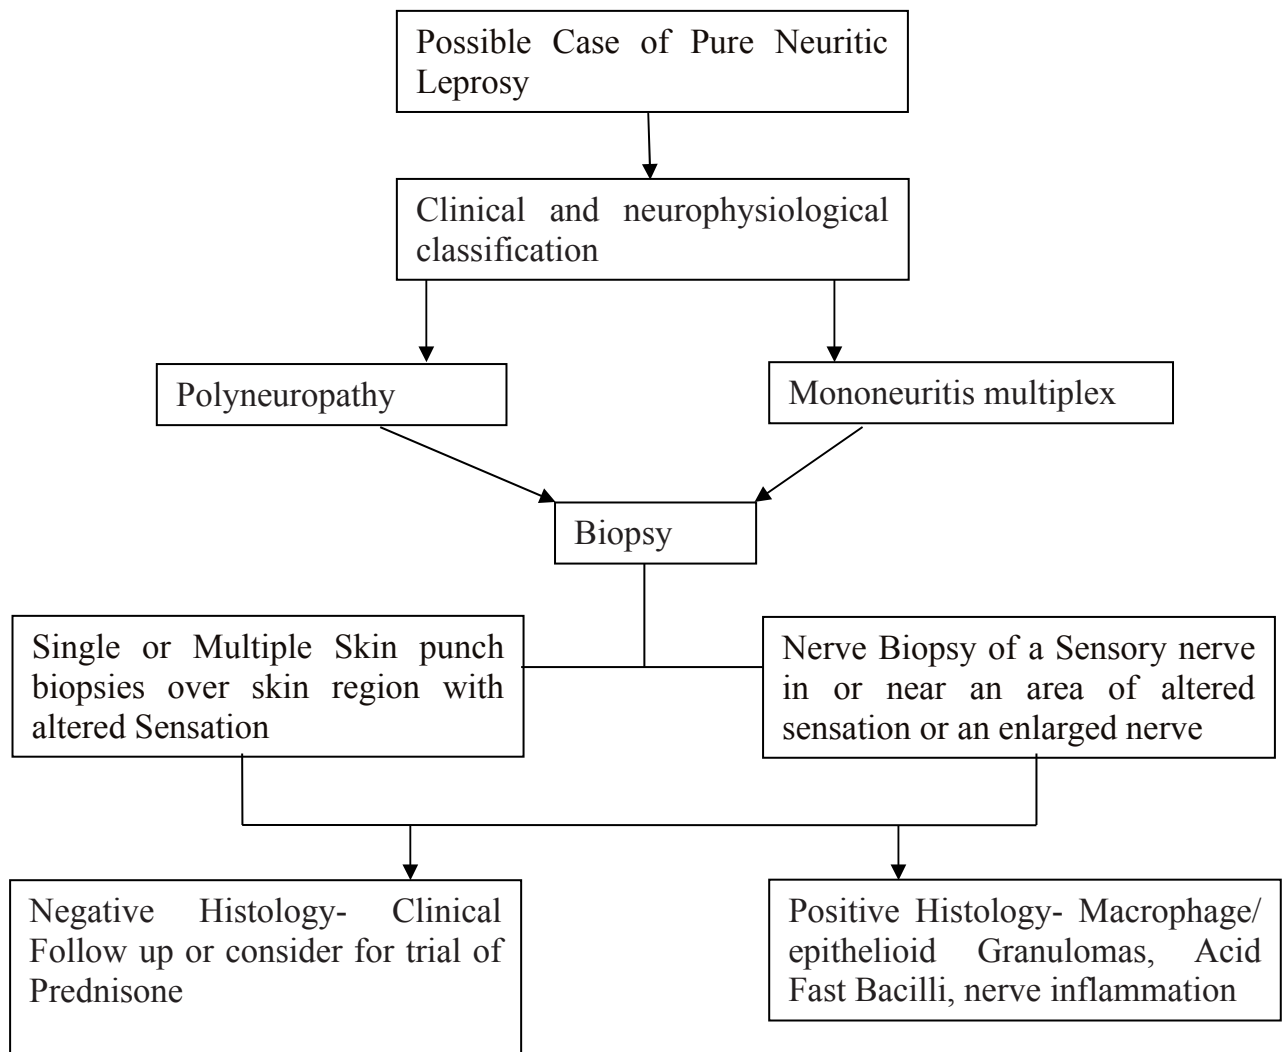 Possible Case of Pure Neuritic
Leprosy
Clinical and neurophysiological
classification
Polyneuropathy
Mononeuritis multiplex
Biopsy
Single or Multiple Skin punch
biopsies over skin region with
altered Sensation
Nerve Biopsy of a Sensory nerve
in or near an area of altered
sensation or an enlarged nerve
Negative Histology- Clinical
Follow up or consider for trial of
Prednisone
Positive Histology- Macrophage/
epithelioid Granulomas, Acid
Fast Bacilli, nerve inflammation